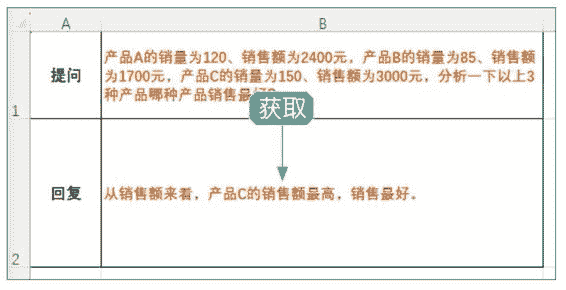 A B
提问
产品A的销量为120、销售额为2400元，产品B的销量为85、销售额
为1700元，产品C的销量为150、销售额为3000元，分析一下以上3
种产品哪种产品销售最好?
1
获取
回复
从销售额来看，产品C的销售额最高，销售最好。
2